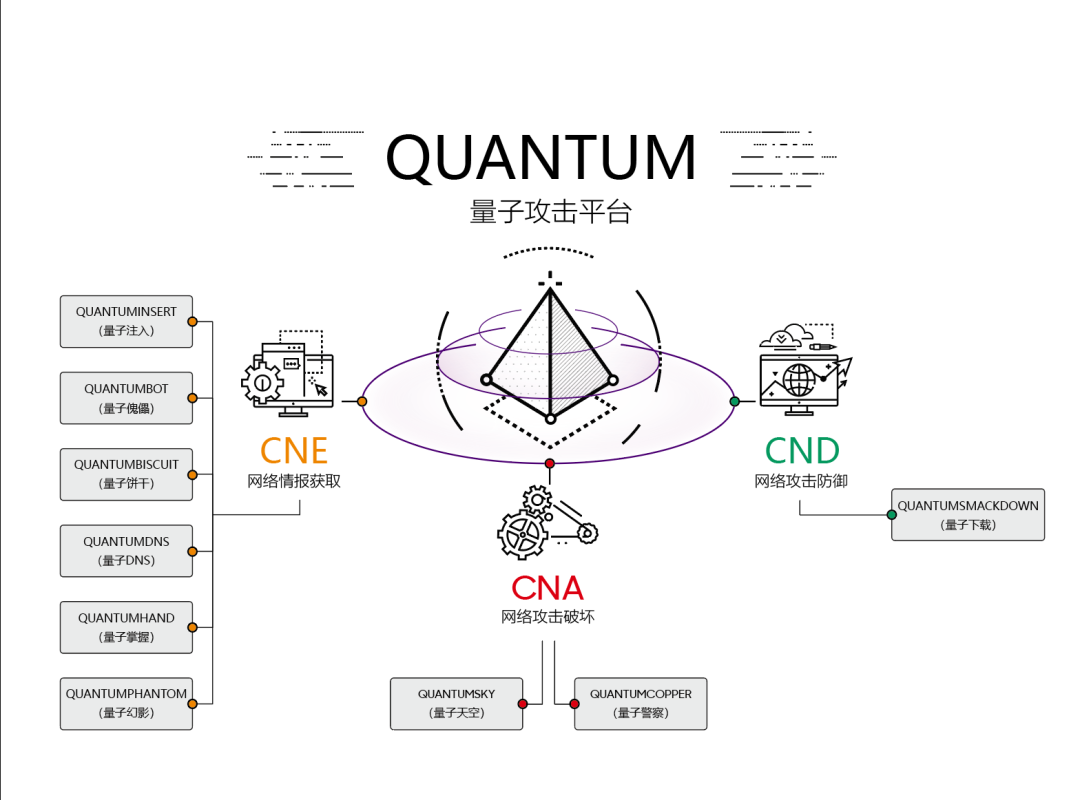 QUANTUM
量子攻击平台
QUANTUMINSERT
（量子注入）
QUANTUMBOT
（量子傀儡）
QUANTUMBISCUIT
（量子饼干）
QUANTUMDNS
（量子DNS）
QUANTUMHAND
（量子掌握）
QUANTUMPHANTOM
（量子幻影）
CNE
网络情报获取
CNA
网络攻击破坏
QUANTUMSKY
（量子天空）
QUANTUMCOPPER
（量子警察）
CND
网络攻击防御
QUANTUMSMACKDOWN
（量子下载）